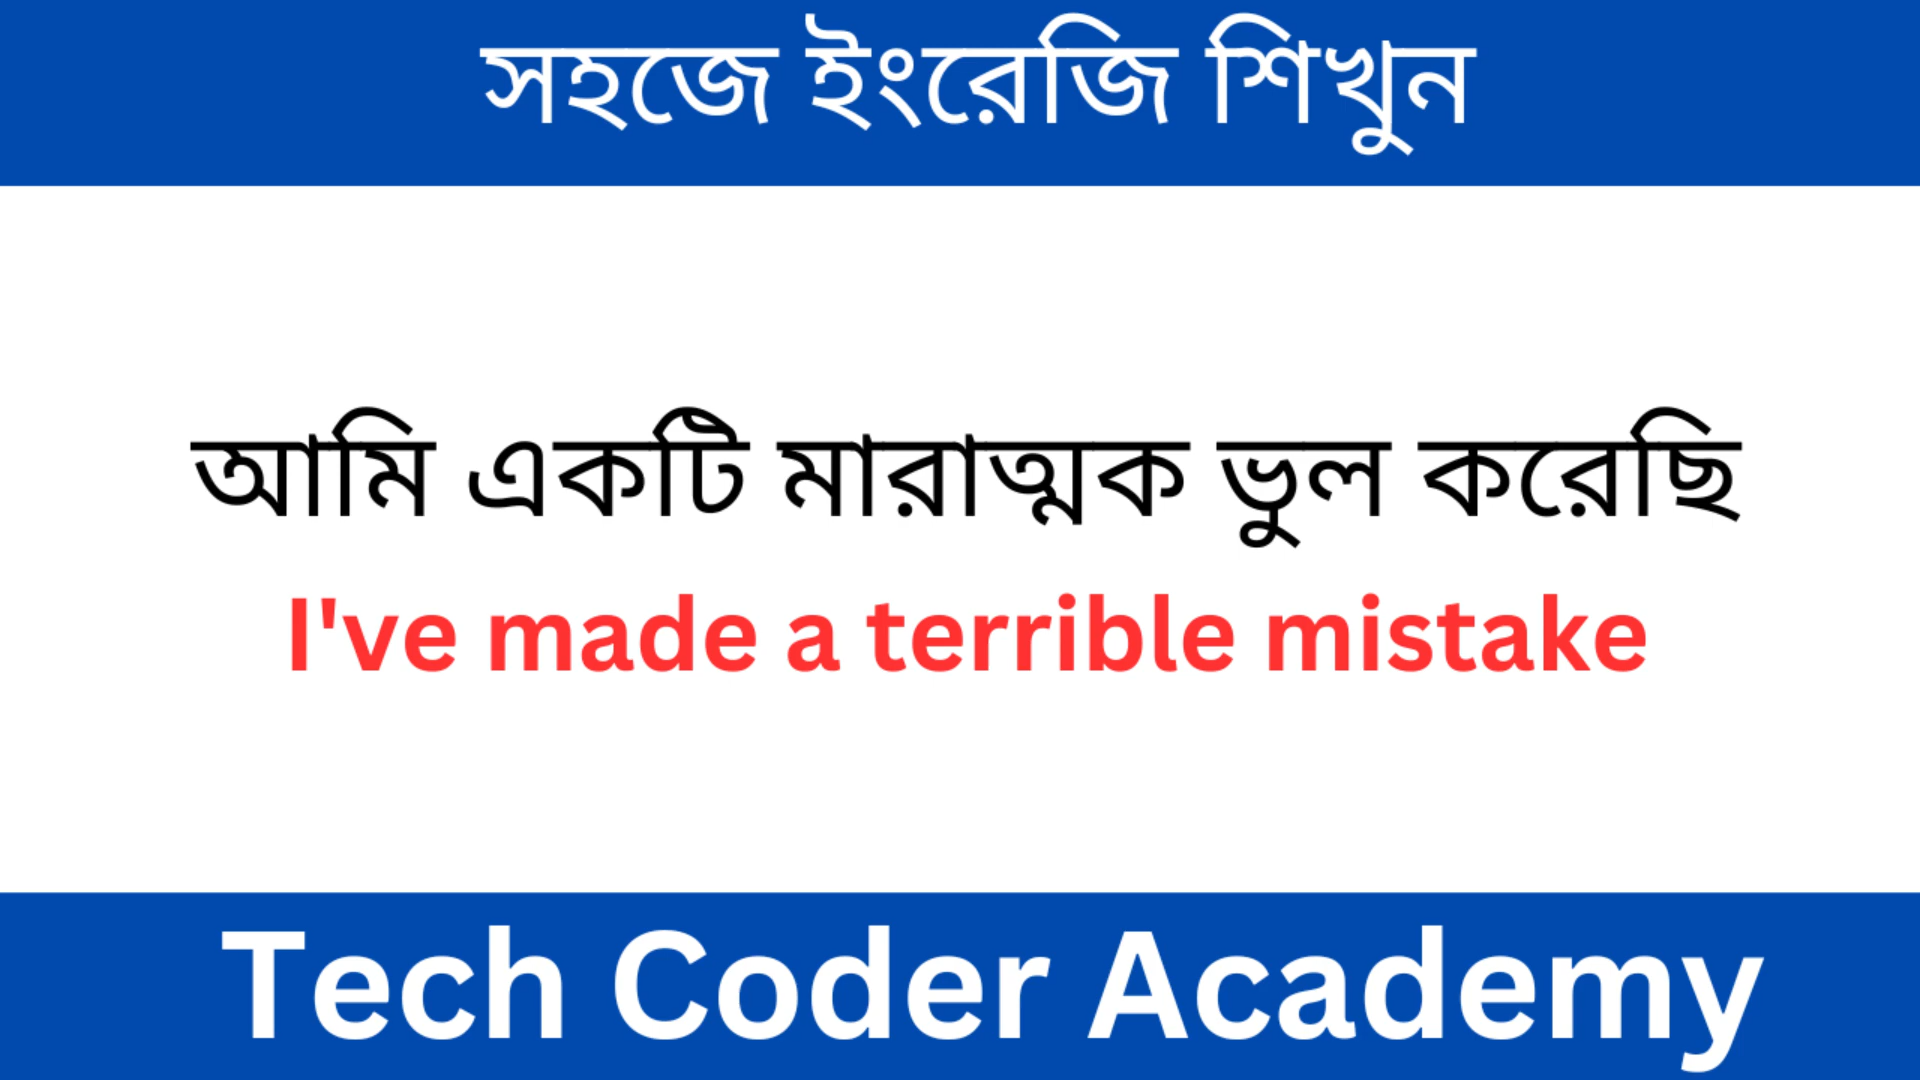 সহজে ইংরেজি শিখুন
আমি একটি মারাত্মক ভুল করেছি
I've made a terrible mistake
Tech Coder Academy